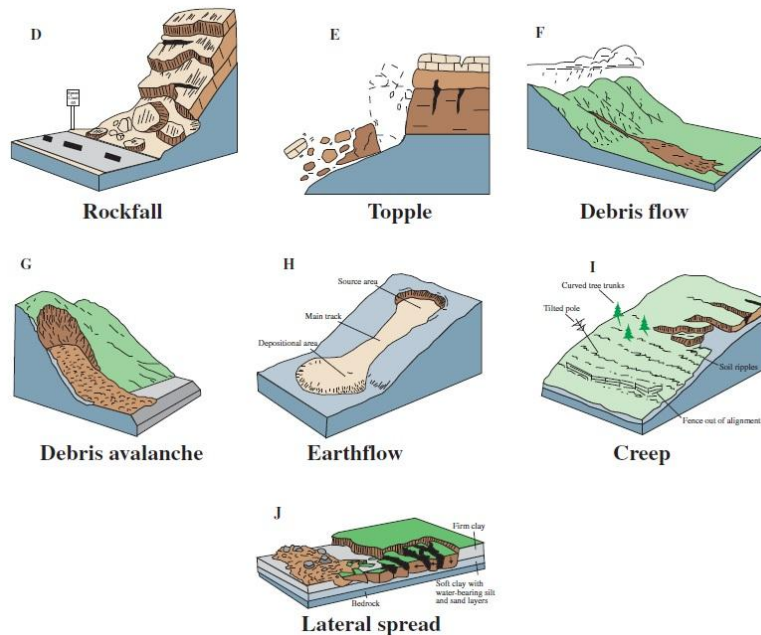 D
Rockfall
E
Topple
F
Debris flow
G
Debris avalanche
H
Source area
Main track
Depositional area
Earthflow
I
Curved tree trunks
Tilted pole
Soil ripples
Fence out of alignment
Creep
J
Firm clay
Soft clay with
water-bearing silt
and sand layers
Bedrock
Lateral spread